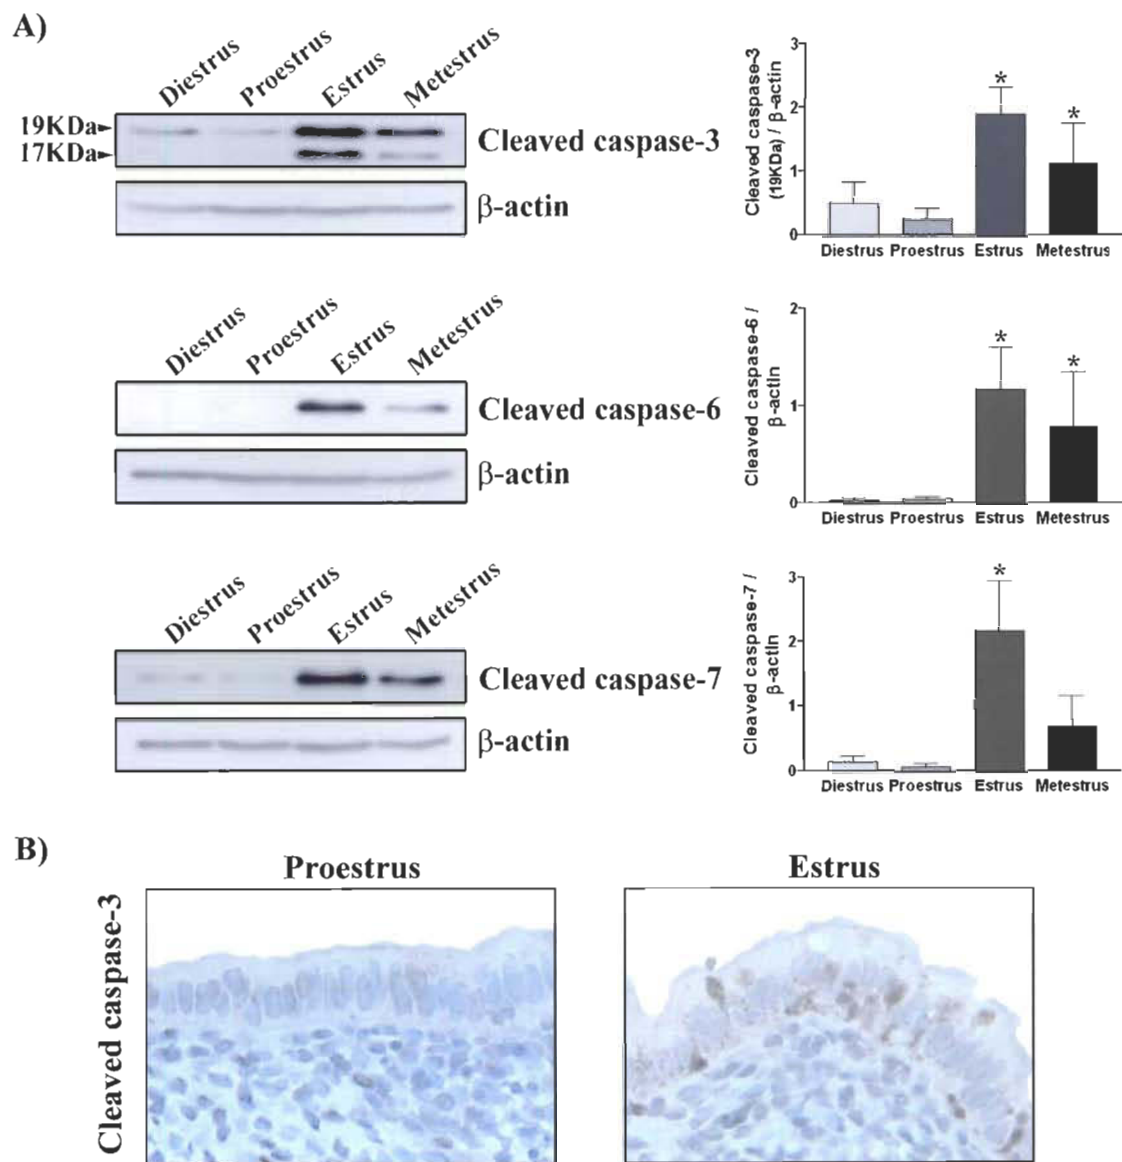 A)
Diestrus Proestrus Estrus Metestrus
19KDa
17KDa
Cleaved caspase-3
β-actin
3
2
1
0
Cleaved caspase-3
(19KDa) / β-actin
*
*
Diestrus Proestrus Estrus Metestrus
Diestrus Proestrus Estrus Metestrus
Cleaved caspase-6
β-actin
2
1
0
Cleaved caspase-6 /
β-actin
*
*
Diestrus Proestrus Estrus Metestrus
Diestrus Proestrus Estrus Metestrus
Cleaved caspase-7
β-actin
3
2
1
0
Cleaved caspase-7 /
β-actin
*
Diestrus Proestrus Estrus Metestrus
B)
Proestrus Estrus
Cleaved caspase-3